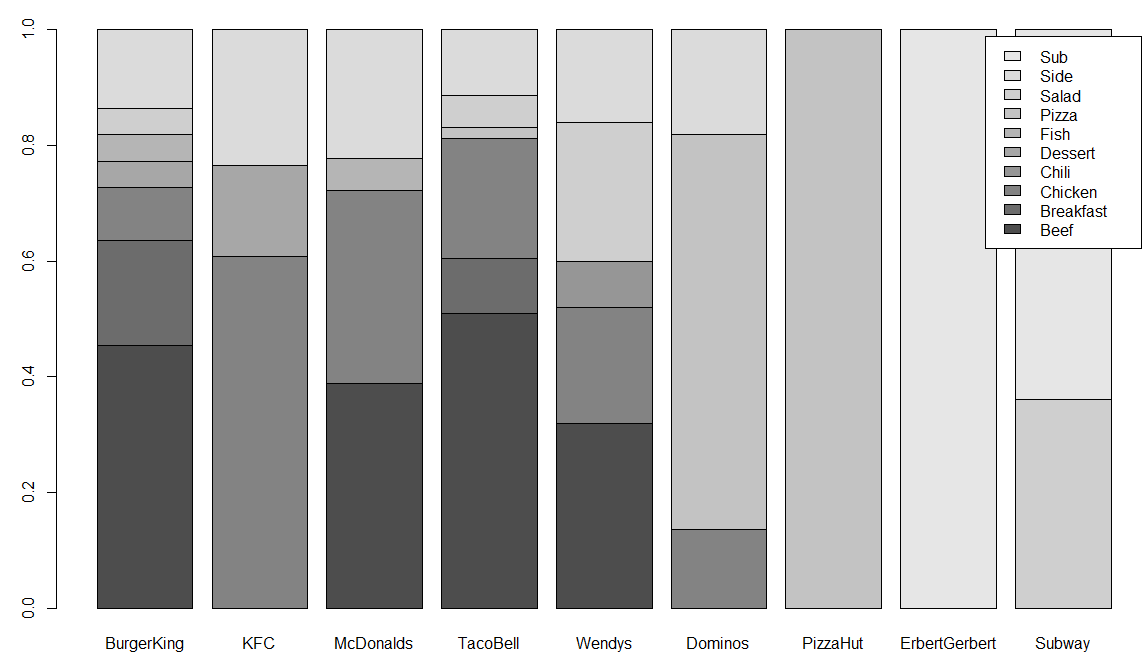 1.0
0.8
0.6
0.4
0.2
0.0
Sub
Side
Salad
Pizza
Fish
Dessert
Chili
Chicken
Breakfast
Beef
BurgerKing KFC McDonalds TacoBell Wendys Dominos PizzaHut ErbertGerbert Subway